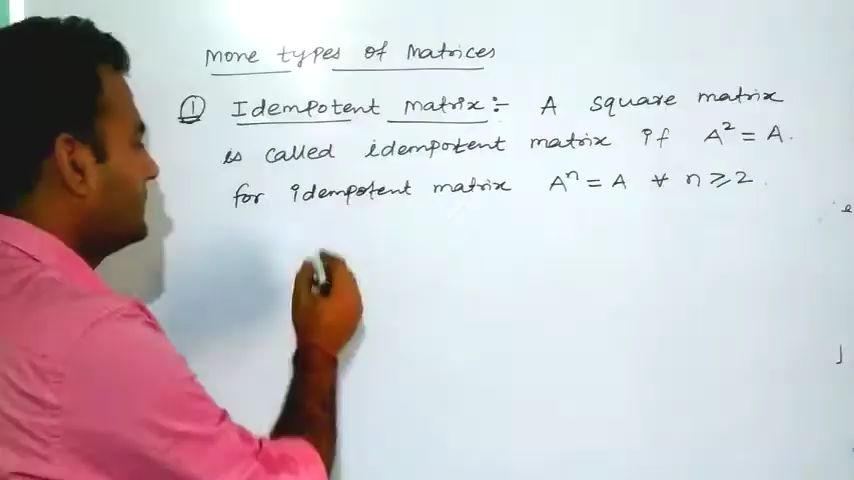 More types of Matrices
① Idempotent matrix :- A square matrix
is called idempotent matrix if A² = A.
for idempotent matrix Aⁿ = A ∀ n ⩾ 2.